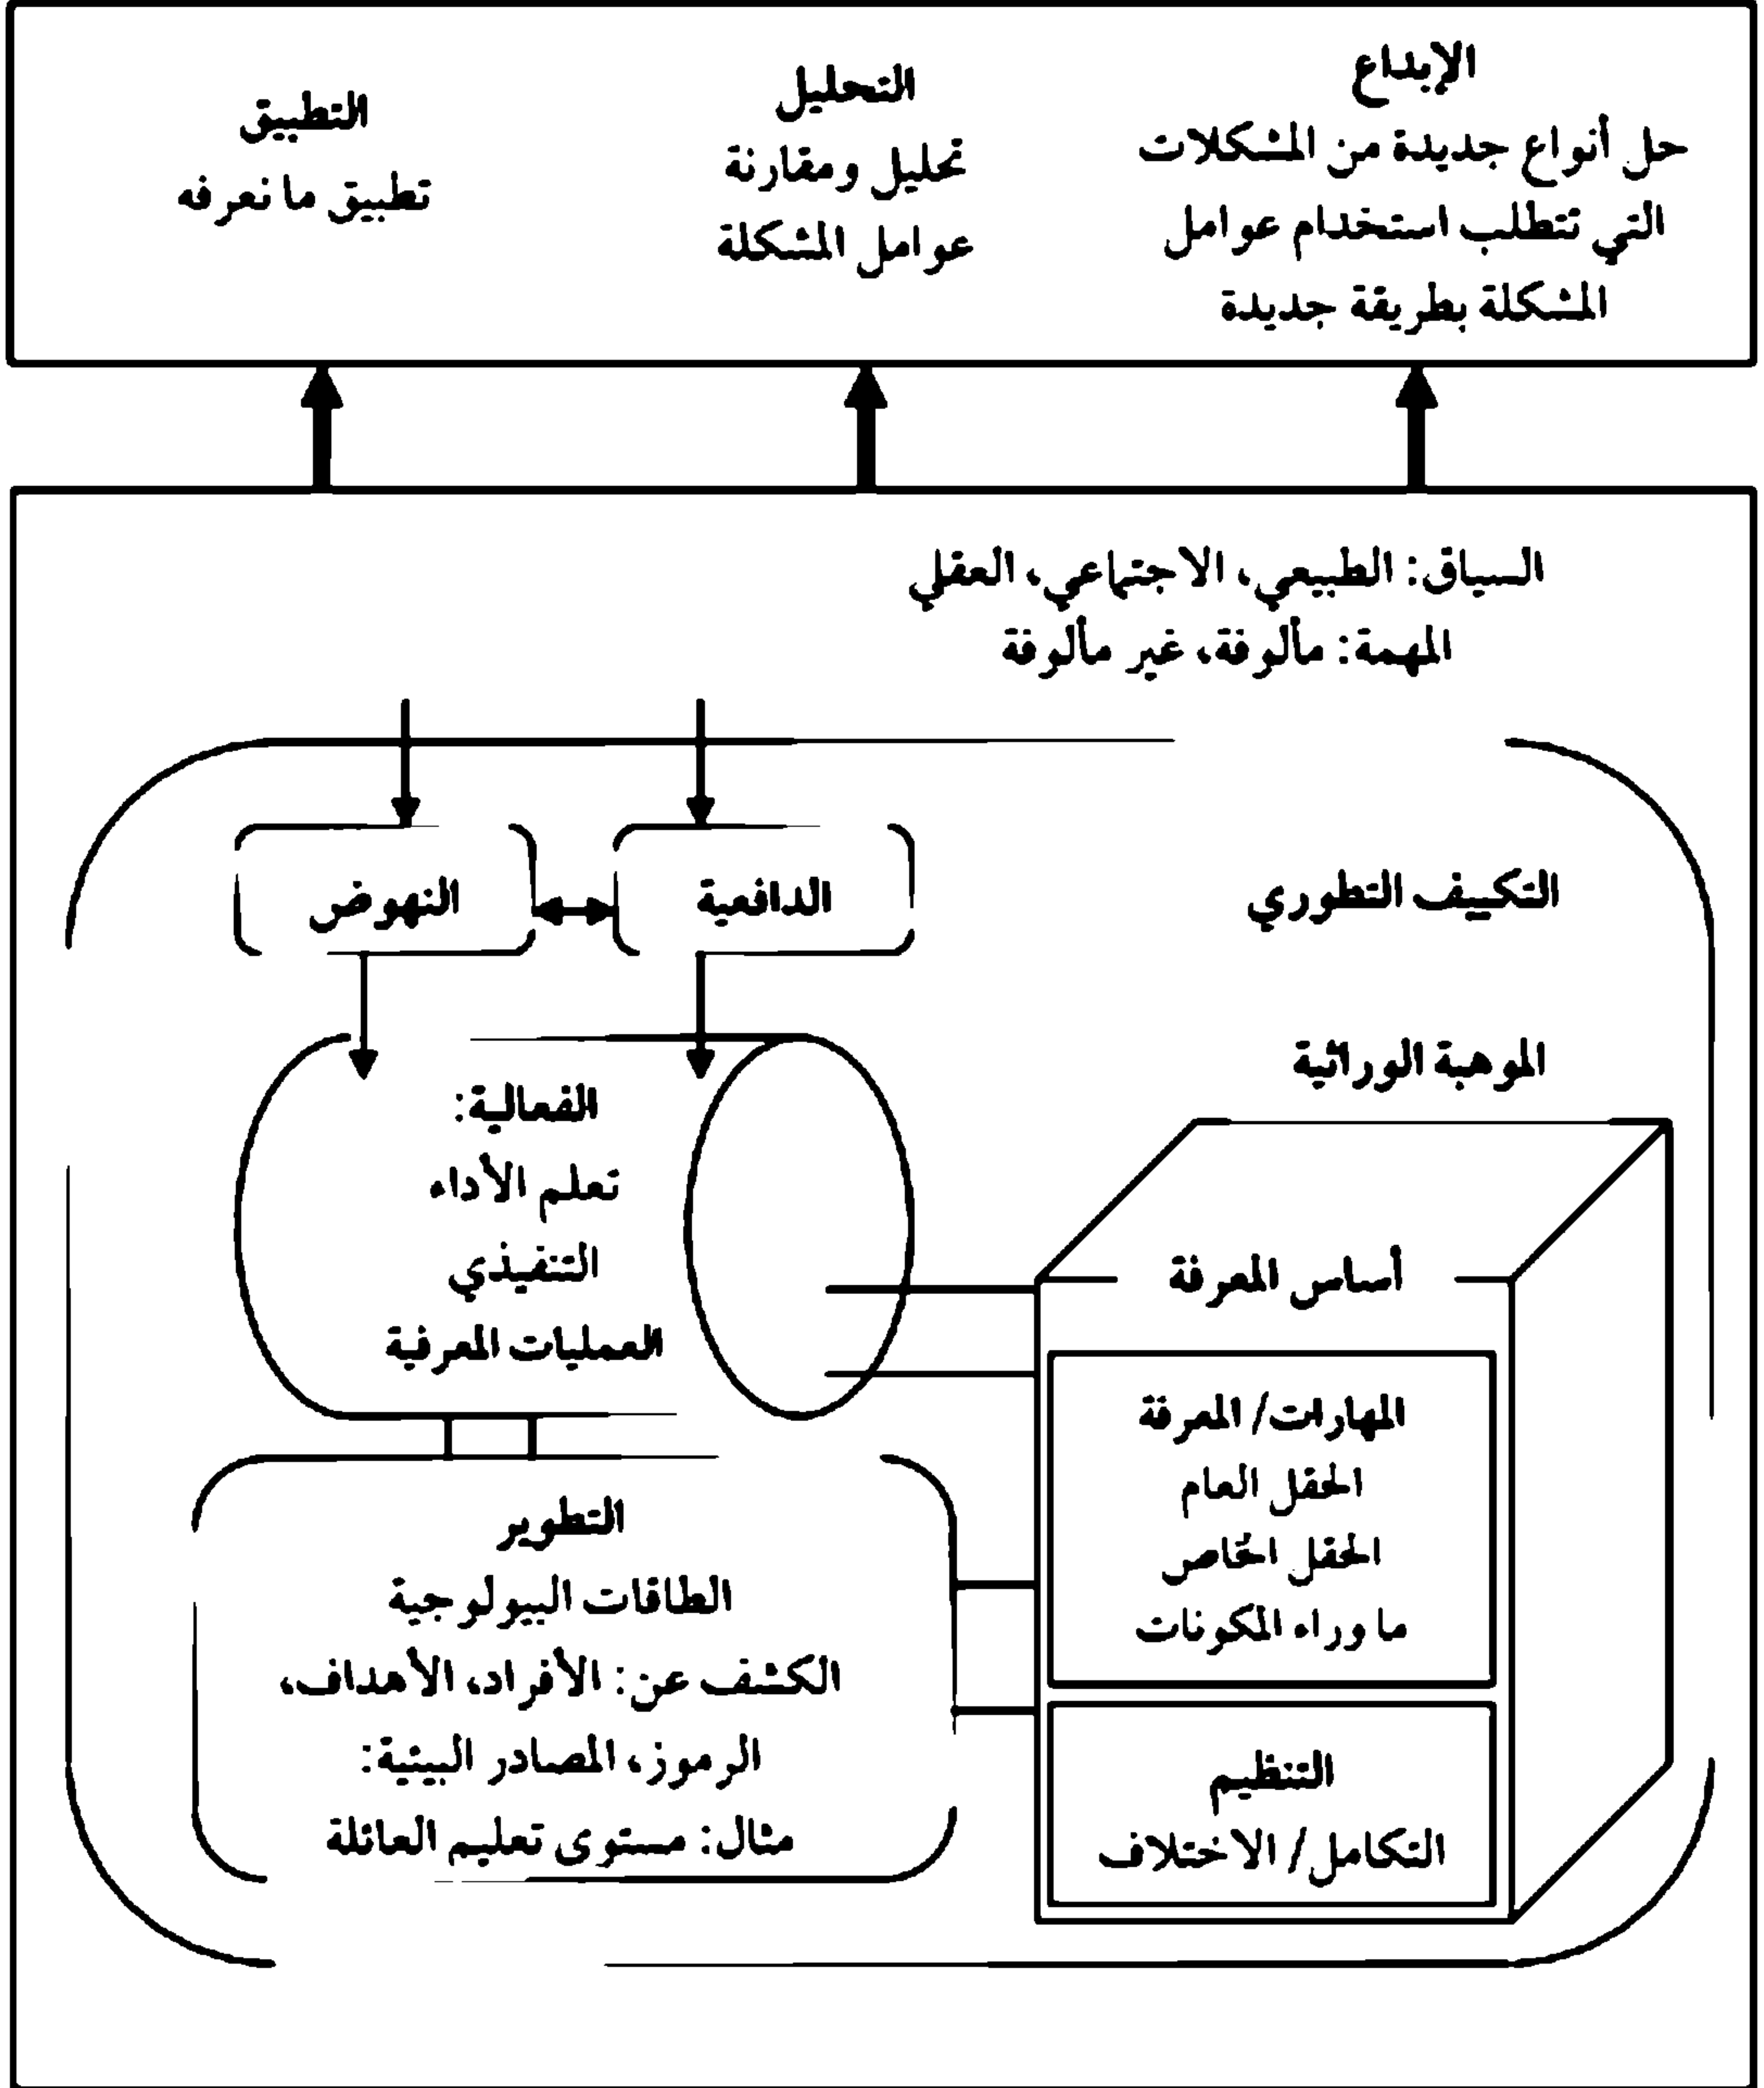 الإبداع
حل أنواع جديدة من المشكلات
التي تتطلب استخدام عوامل
المشكلة بطريقة جديدة
التحليل
تحليل ومقارنة
عوامل المشكلة
التطبيق
تطبيق ما نعرفه
السياق: الطبيعي، الاجتماعي، العقلي
المهمة: مألوفة، غير مألوفة
الدافعية
النهوض
التكييف التطوري
الموهبة الوراثية
الفعالية:
تعلم الأداء
التنفيذي
العمليات المعرفية
أساس المعرفة
المهارات/ المعرفة
الحقل العام
الحقل الخاص
ما وراء المكونات
التنظيم
التكامل/ الاختلاف
التطوير
الطاقات البيولوجية
الكشف عن: الأفراد، الأهداف،
الرموز، المصادر البيئية:
مثال: مستوى تعليم العائلة